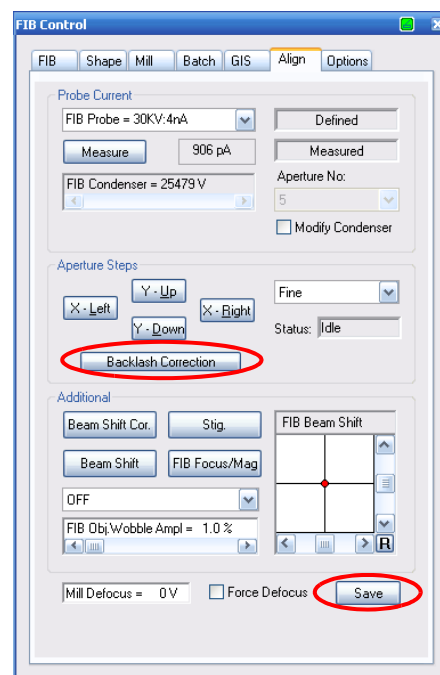 FIB Control
FIB Shape Mill Batch GIS Align Options
Probe Current
FIB Probe = 30KV:4nA
Defined
Measure 906 pA
Measured
FIB Condenser = 25479 V
Aperture No:
5
Modify Condenser
Aperture Steps
Y - Up
X - Left
X - Right
Y - Down
Fine
Status: Idle
Backlash Correction
Additional
Beam Shift Cor. Stig.
FIB Beam Shift
Beam Shift FIB Focus/Mag
OFF
FIB Obj.Wobble Ampl = 1.0 %
R
Mill Defocus = 0 V Force Defocus Save